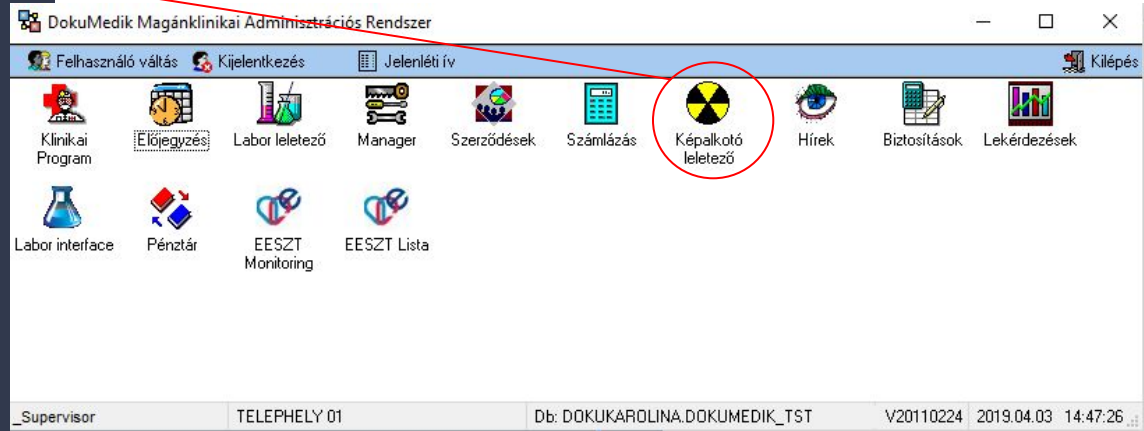 DokuMedik Magánklinikai Adminisztrációs Rendszer
Felhasználó váltás Kijelentkezés Jelenléti ív Kilépés
Klinikai Program
Előjegyzés
Labor leletező
Manager
Szerződések
Számlázás
Képalkotó leletező
Hírek
Biztosítások
Lekérdezések
Labor interface
Pénztár
EESZT Monitoring
EESZT Lista
_Supervisor TELEPHELY 01 Db: DOKUKAROLINA.DOKUMEDIK_TST V20110224 2019.04.03 14:47:26